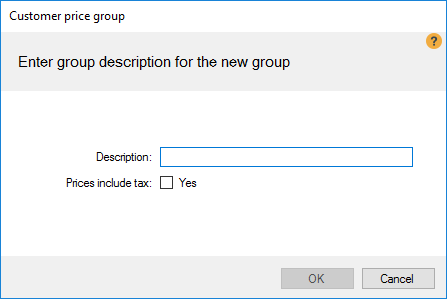 Customer price group
?
Enter group description for the new group
Description:
Prices include tax: Yes
OK Cancel